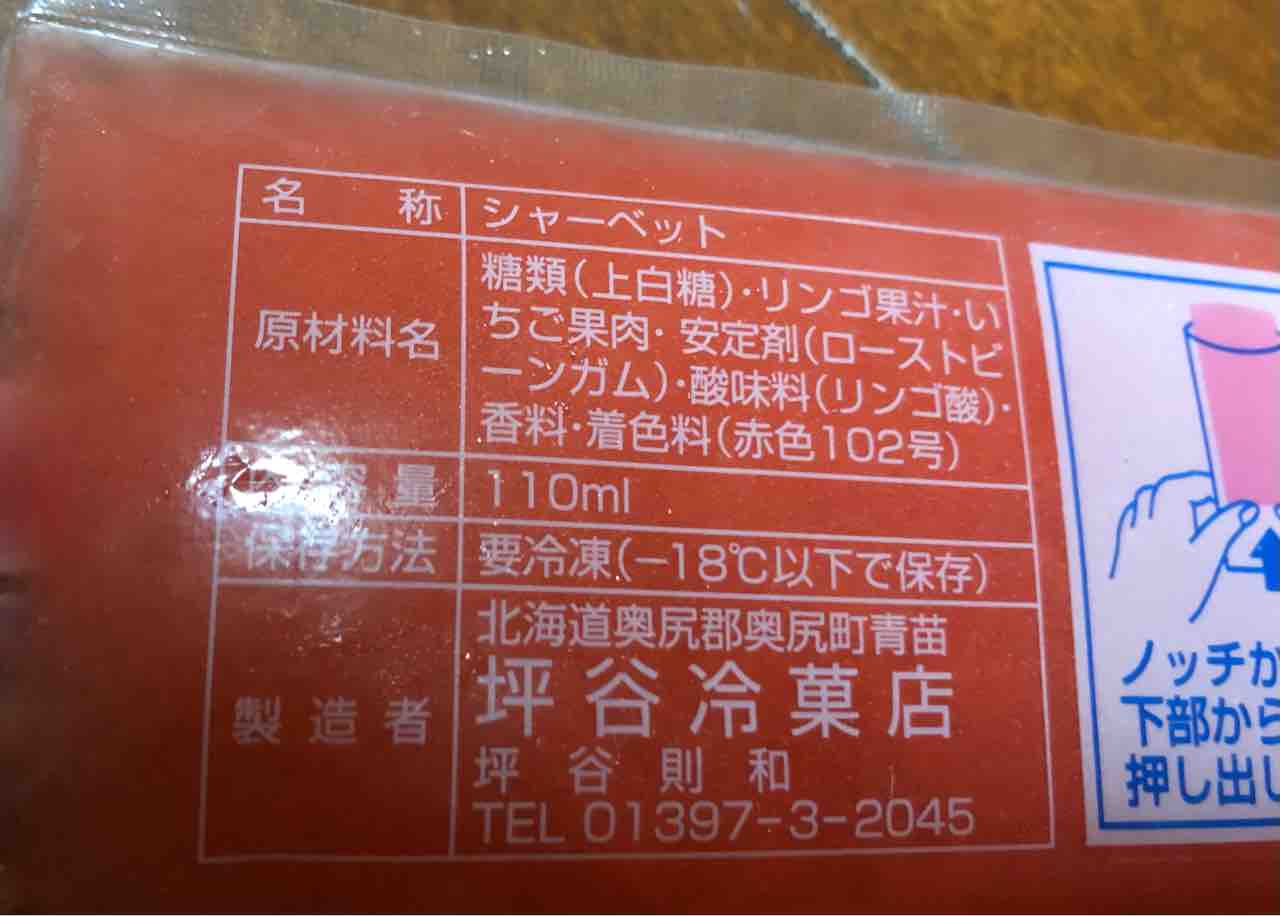 名称 シャーベット
原材料名 糖類(上白糖)・リンゴ果汁・い
ちご果肉・安定剤(ローストビ
ーンガム)・酸味料(リンゴ酸)・
香料・着色料(赤色102号)
容量 110ml
保存方法 要冷凍(−18℃以下で保存)
製造者 北海道奥尻郡奥尻町青苗
坪谷冷菓店
坪谷則和
TEL 01397-3-2045
ノッチか
下部から
押し出し